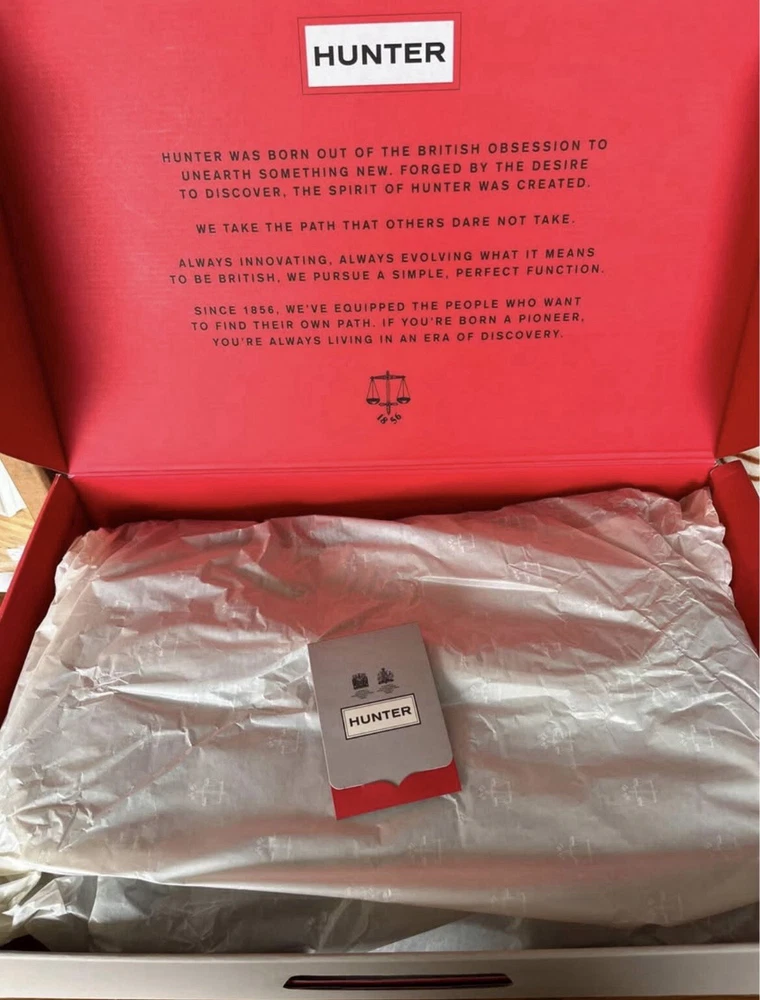 HUNTER
HUNTER WAS BORN OUT OF THE BRITISH OBSESSION TO
UNEARTH SOMETHING NEW. FORGED BY THE DESIRE
TO DISCOVER, THE SPIRIT OF HUNTER WAS CREATED.
WE TAKE THE PATH THAT OTHERS DARE NOT TAKE.
ALWAYS INNOVATING, ALWAYS EVOLVING WHAT IT MEANS
TO BE BRITISH, WE PURSUE A SIMPLE, PERFECT FUNCTION.
SINCE 1856, WE'VE EQUIPPED THE PEOPLE WHO WANT
TO FIND THEIR OWN PATH. IF YOU'RE BORN A PIONEER,
YOU'RE ALWAYS LIVING IN AN ERA OF DISCOVERY.
1856
HUNTER